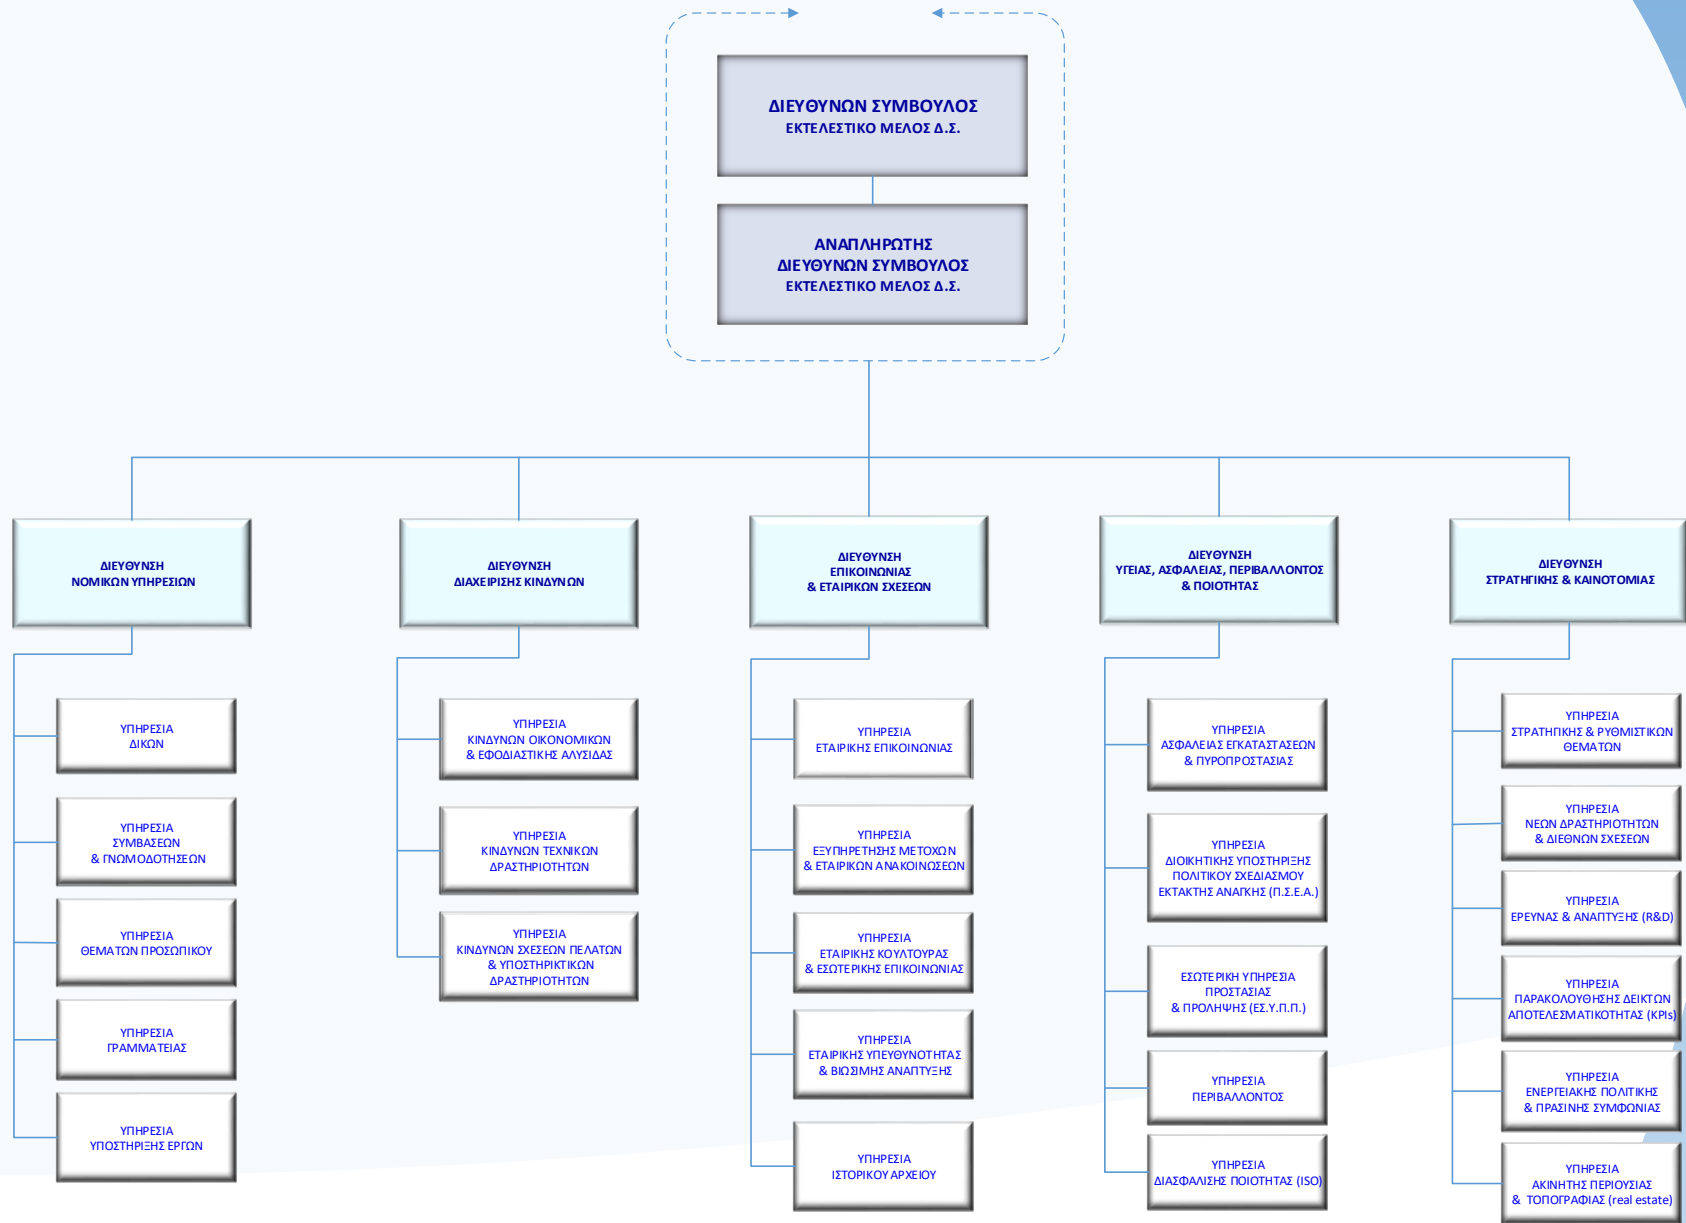 ΔΙΕΥΘΥΝΩΝ ΣΥΜΒΟΥΛΟΣ
ΕΚΤΕΛΕΣΤΙΚΟ ΜΕΛΟΣ Δ.Σ.
ΑΝΑΠΛΗΡΩΤΗΣ
ΔΙΕΥΘΥΝΩΝ ΣΥΜΒΟΥΛΟΣ
ΕΚΤΕΛΕΣΤΙΚΟ ΜΕΛΟΣ Δ.Σ.
ΔΙΕΥΘΥΝΣΗ
ΝΟΜΙΚΩΝ ΥΠΗΡΕΣΙΩΝ
ΥΠΗΡΕΣΙΑ
ΔΙΚΩΝ
ΥΠΗΡΕΣΙΑ
ΣΥΜΒΑΣΕΩΝ
& ΓΝΩΜΟΔΟΤΗΣΕΩΝ
ΥΠΗΡΕΣΙΑ
ΘΕΜΑΤΩΝ ΠΡΟΣΩΠΙΚΟΥ
ΥΠΗΡΕΣΙΑ
ΓΡΑΜΜΑΤΕΙΑΣ
ΥΠΗΡΕΣΙΑ
ΥΠΟΣΤΗΡΙΞΗΣ ΕΡΓΩΝ
ΔΙΕΥΘΥΝΣΗ
ΔΙΑΧΕΙΡΙΣΗΣ ΚΙΝΔΥΝΩΝ
ΥΠΗΡΕΣΙΑ
ΚΙΝΔΥΝΩΝ ΟΙΚΟΝΟΜΙΚΩΝ
& ΕΦΟΔΙΑΣΤΙΚΗΣ ΑΛΥΣΙΔΑΣ
ΥΠΗΡΕΣΙΑ
ΚΙΝΔΥΝΩΝ ΤΕΧΝΙΚΩΝ
ΔΡΑΣΤΗΡΙΟΤΗΤΩΝ
ΥΠΗΡΕΣΙΑ
ΚΙΝΔΥΝΩΝ ΣΧΕΣΕΩΝ ΠΕΛΑΤΩΝ
& ΥΠΟΣΤΗΡΙΚΤΙΚΩΝ
ΔΡΑΣΤΗΡΙΟΤΗΤΩΝ
ΔΙΕΥΘΥΝΣΗ
ΕΠΙΚΟΙΝΩΝΙΑΣ
& ΕΤΑΙΡΙΚΩΝ ΣΧΕΣΕΩΝ
ΥΠΗΡΕΣΙΑ
ΕΤΑΙΡΙΚΗΣ ΕΠΙΚΟΙΝΩΝΙΑΣ
ΥΠΗΡΕΣΙΑ
ΕΞΥΠΗΡΕΤΗΣΗΣ ΜΕΤΟΧΩΝ
& ΕΤΑΙΡΙΚΩΝ ΑΝΑΚΟΙΝΩΣΕΩΝ
ΥΠΗΡΕΣΙΑ
ΕΤΑΙΡΙΚΗΣ ΚΟΥΛΤΟΥΡΑΣ
& ΕΣΩΤΕΡΙΚΗΣ ΕΠΙΚΟΙΝΩΝΙΑΣ
ΥΠΗΡΕΣΙΑ
ΕΤΑΙΡΙΚΗΣ ΥΠΕΥΘΥΝΟΤΗΤΑΣ
& ΒΙΩΣΙΜΗΣ ΑΝΑΠΤΥΞΗΣ
ΥΠΗΡΕΣΙΑ
ΙΣΤΟΡΙΚΟΥ ΑΡΧΕΙΟΥ
ΔΙΕΥΘΥΝΣΗ
ΥΓΕΙΑΣ, ΑΣΦΑΛΕΙΑΣ, ΠΕΡΙΒΑΛΛΟΝΤΟΣ
& ΠΟΙΟΤΗΤΑΣ
ΥΠΗΡΕΣΙΑ
ΑΣΦΑΛΕΙΑΣ ΕΓΚΑΤΑΣΤΑΣΕΩΝ
& ΠΥΡΟΠΡΟΣΤΑΣΙΑΣ
ΥΠΗΡΕΣΙΑ
ΔΙΟΙΚΗΤΙΚΗΣ ΥΠΟΣΤΗΡΙΞΗΣ
ΠΟΛΙΤΙΚΟΥ ΣΧΕΔΙΑΣΜΟΥ
ΕΚΤΑΚΤΗΣ ΑΝΑΓΚΗΣ (Π.Σ.Ε.Α.)
ΕΣΩΤΕΡΙΚΗ ΥΠΗΡΕΣΙΑ
ΠΡΟΣΤΑΣΙΑΣ
& ΠΡΟΛΗΨΗΣ (ΕΣ.Υ.Π.Π.)
ΥΠΗΡΕΣΙΑ
ΠΕΡΙΒΑΛΛΟΝΤΟΣ
ΥΠΗΡΕΣΙΑ
ΔΙΑΣΦΑΛΙΣΗΣ ΠΟΙΟΤΗΤΑΣ (ISO)
ΔΙΕΥΘΥΝΣΗ
ΣΤΡΑΤΗΓΙΚΗΣ & ΚΑΙΝΟΤΟΜΙΑΣ
ΥΠΗΡΕΣΙΑ
ΣΤΡΑΤΗΓΙΚΗΣ & ΡΥΘΜΙΣΤΙΚΩΝ
ΘΕΜΑΤΩΝ
ΥΠΗΡΕΣΙΑ
ΝΕΩΝ ΔΡΑΣΤΗΡΙΟΤΗΤΩΝ
& ΔΙΕΘΝΩΝ ΣΧΕΣΕΩΝ
ΥΠΗΡΕΣΙΑ
ΕΡΕΥΝΑΣ & ΑΝΑΠΤΥΞΗΣ (R&D)
ΥΠΗΡΕΣΙΑ
ΠΑΡΑΚΟΛΟΥΘΗΣΗΣ ΔΕΙΚΤΩΝ
ΑΠΟΤΕΛΕΣΜΑΤΙΚΟΤΗΤΑΣ (KPIs)
ΥΠΗΡΕΣΙΑ
ΕΝΕΡΓΕΙΑΚΗΣ ΠΟΛΙΤΙΚΗΣ
& ΠΡΑΣΙΝΗΣ ΣΥΜΦΩΝΙΑΣ
ΥΠΗΡΕΣΙΑ
ΑΚΙΝΗΤΗΣ ΠΕΡΙΟΥΣΙΑΣ
& ΤΟΠΟΓΡΑΦΙΑΣ (real estate)